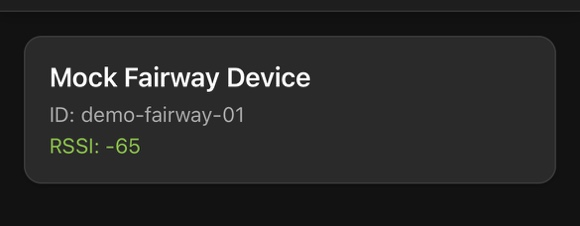 Mock Fairway Device
ID: demo-fairway-01
RSSI: -65